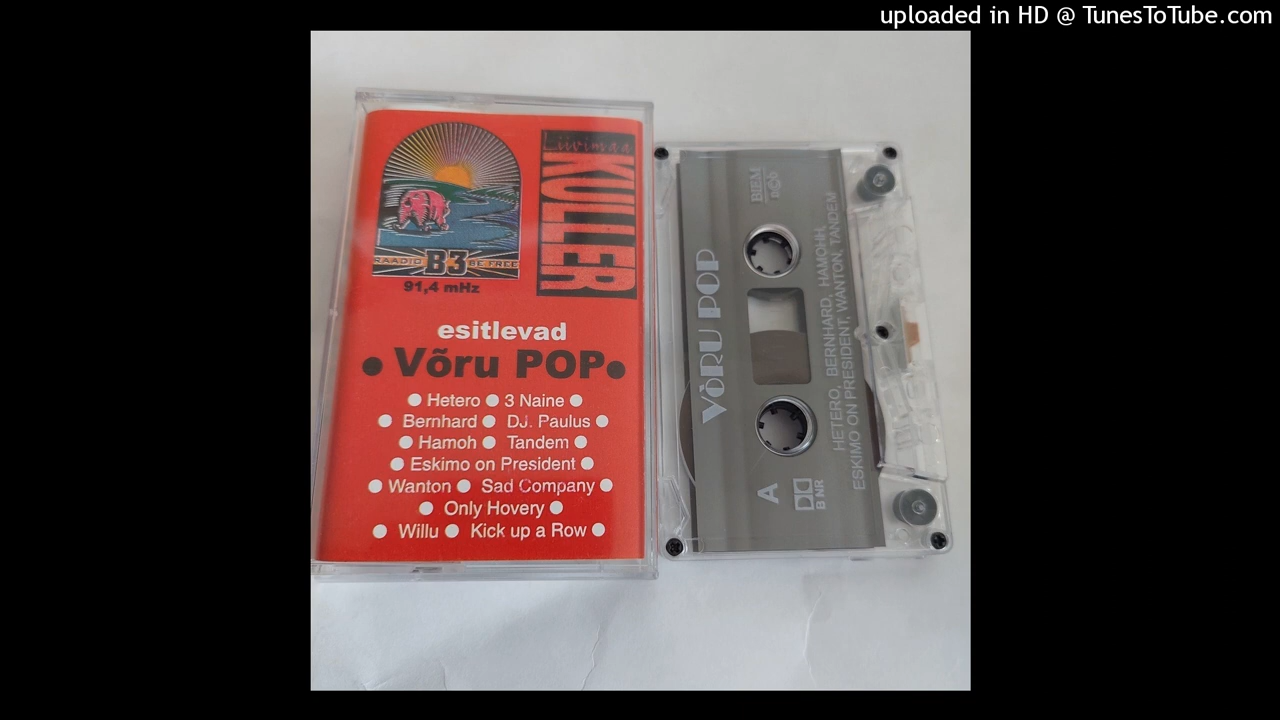 uploaded in HD @ TunesToTube.com
Liivimaa
KULLER
RAADIO B3 BE FREE
91,4 mHz
esitlevad
• Võru POP •
● Hetero ● 3 Naine ●
● Bernhard ● DJ. Paulus ●
● Hamoh ● Tandem ●
● Eskimo on President ●
● Wanton ● Sad Company ●
● Only Hovery ●
● Willu ● Kick up a Row ●
VÕRU POP
BIEM
n©b
HETERO, BERNHARD, HAMOHH,
ESKIMO ON PRESIDENT, WANTON, TANDEM
A
B NR